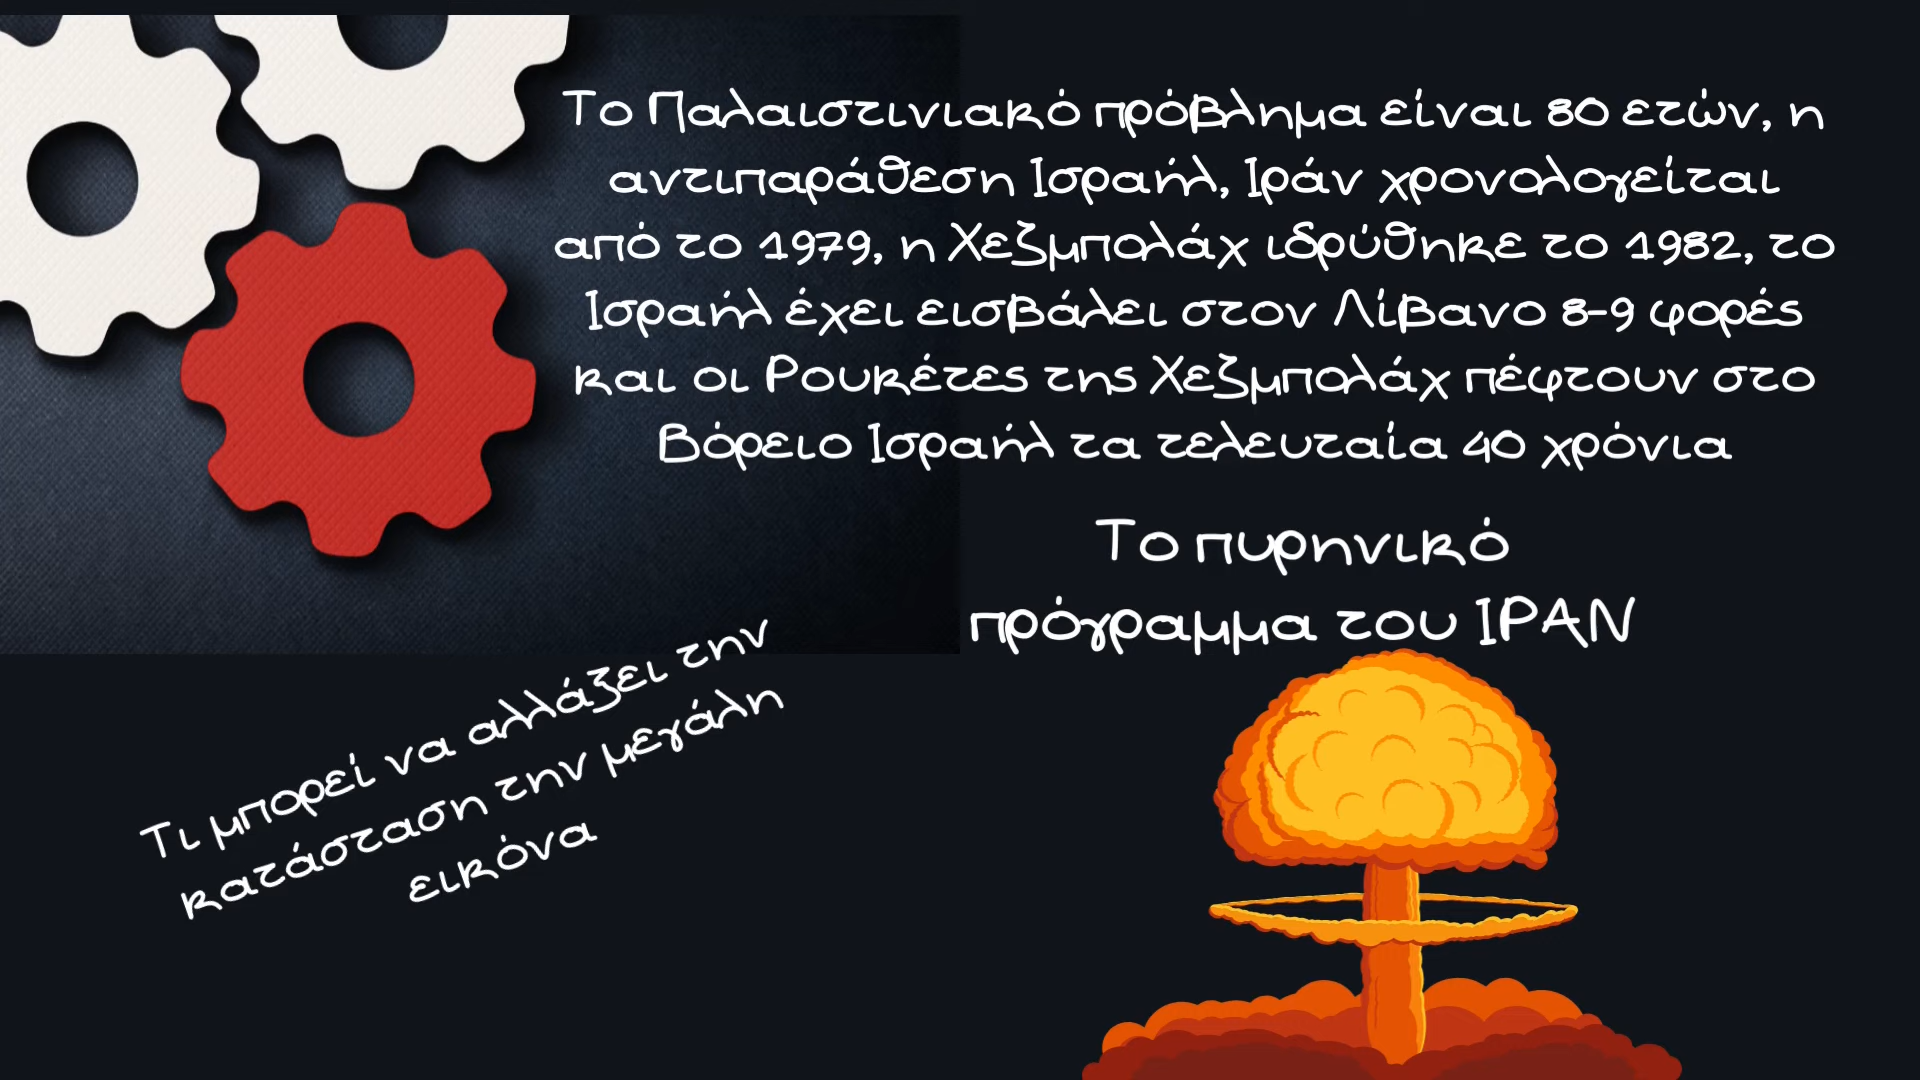 Το Παλαιστινιακό πρόβλημα είναι 80 ετών, η
αντιπαράθεση Ισραήλ, Ιράν χρονολογείται
από το 1979, η Χεζμπολάχ ιδρύθηκε το 1982, το
Ισραήλ έχει εισβάλει στον Λίβανο 8-9 φορές
και οι Ρουκέτες της Χεζμπολάχ πέφτουν στο
Βόρειο Ισραήλ τα τελευταία 40 χρόνια
Το πυρηνικό
πρόγραμμα του ΙΡΑΝ
Τι μπορεί να αλλάξει την
κατάσταση την μεγάλη
εικόνα